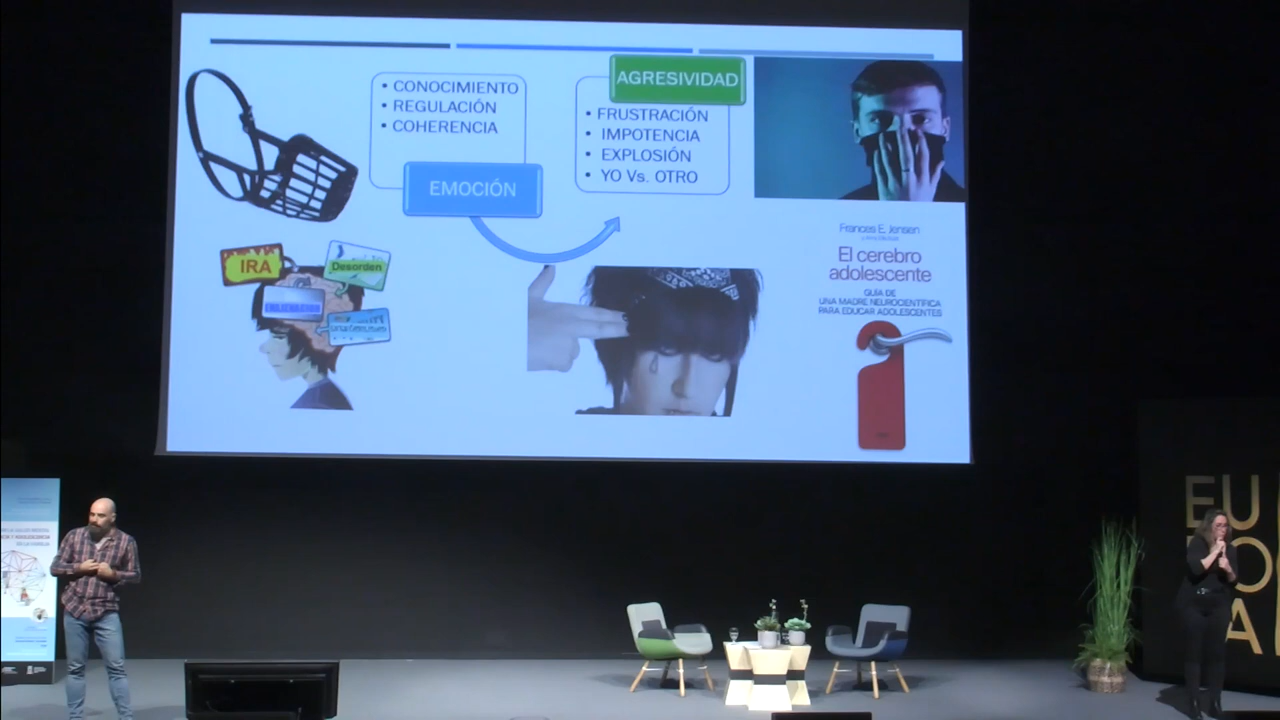 CONOCIMIENTO
REGULACIÓN
COHERENCIA
EMOCIÓN
AGRESIVIDAD
FRUSTRACIÓN
IMPOTENCIA
EXPLOSIÓN
YO Vs. OTRO
IRA
Desorden
Frances E. Jensen
El cerebro
adolescente
GUÍA DE
UNA MADRE NEUROCIENTÍFICA
PARA EDUCAR ADOLESCENTES
EU